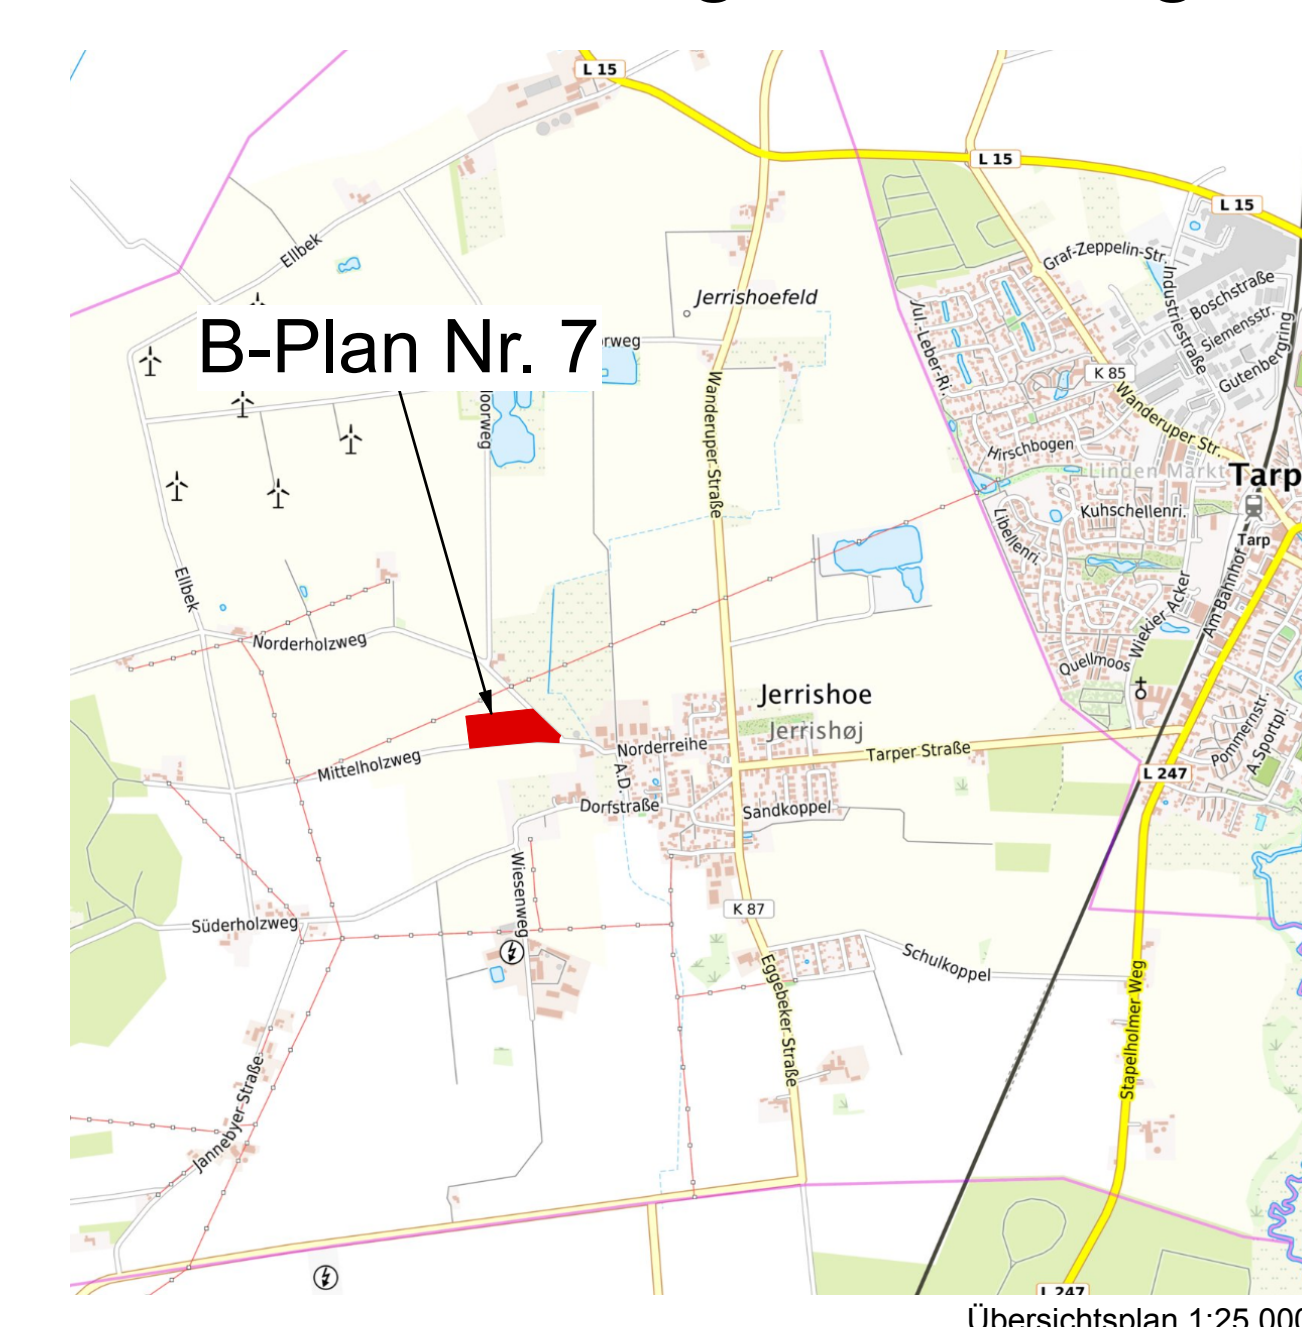 L 15
L 15
L 15
Ellbek
Graf-Zeppelin-Str.
Industriestraße
Boschstraße
Siemensstr.
Gutenbergring
Jerrishoefeld
Jul.-Leber-Ri.
B-Plan Nr. 7
rweg
K 85
Wanderuper Straße
Wanderuper Str.
Hirschbogen
Linden Markt
Tarp
Kuhschellenri.
Libellenri.
Tarp
Am Bahnhof
Wiekier Acker
Quellmoos
Ellbek
Norderholzweg
Jerrishoe
Jerrishøj
Pommernstr.
A.Sportpl.
Norderreihe
Tarper Straße
Mittelholzweg
A.D.
L 247
Dorfstraße
Sandkoppel
Wiesenweg
K 87
Süderholzweg
Schulkoppel
Eggebeker Straße
Stapelholmer Weg
Jannebyer-Straße
L 247
Übersichtsplan 1:25.000